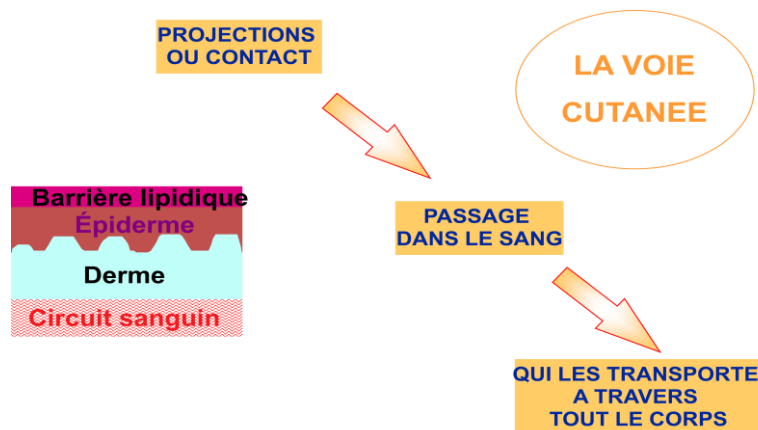 PROJECTIONS
OU CONTACT
LA VOIE
CUTANEE
Barrière lipidique
Épiderme
Derme
Circuit sanguin
PASSAGE
DANS LE SANG
QUI LES TRANSPORTE
A TRAVERS
TOUT LE CORPS